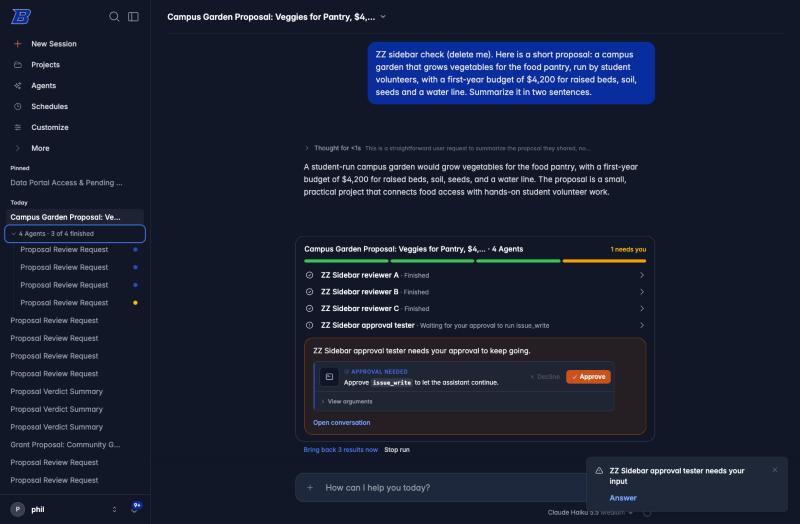 B
New Session
Projects
Agents
Schedules
Customize
More
Pinned
Data Portal Access & Pending ...
Today
Campus Garden Proposal: Ve...
4 Agents · 3 of 4 finished
Proposal Review Request
Proposal Review Request
Proposal Review Request
Proposal Review Request
Proposal Review Request
Proposal Review Request
Proposal Review Request
Proposal Review Request
Proposal Verdict Summary
Proposal Verdict Summary
Proposal Verdict Summary
Grant Proposal: Community G...
Proposal Review Request
Proposal Review Request
P
phil
9+
Campus Garden Proposal: Veggies for Pantry, $4,...
ZZ sidebar check (delete me). Here is a short proposal: a campus
garden that grows vegetables for the food pantry, run by student
volunteers, with a first-year budget of $4,200 for raised beds, soil,
seeds and a water line. Summarize it in two sentences.
Thought for <1s This is a straightforward user request to summarize the proposal they shared, no...
A student-run campus garden would grow vegetables for the food pantry, with a first-year
budget of $4,200 for raised beds, soil, seeds, and a water line. The proposal is a small,
practical project that connects food access with hands-on student volunteer work.
Campus Garden Proposal: Veggies for Pantry, $4,... · 4 Agents
1 needs you
ZZ Sidebar reviewer A · Finished
ZZ Sidebar reviewer B · Finished
ZZ Sidebar reviewer C · Finished
ZZ Sidebar approval tester · Waiting for your approval to run issue_write
ZZ Sidebar approval tester needs your approval to keep going.
APPROVAL NEEDED
Approve issue_write to let the assistant continue.
Decline
Approve
View arguments
Open conversation
Bring back 3 results now
Stop run
How can I help you today?
ZZ Sidebar approval tester needs your
input
Answer
Claude Haiku
Medium